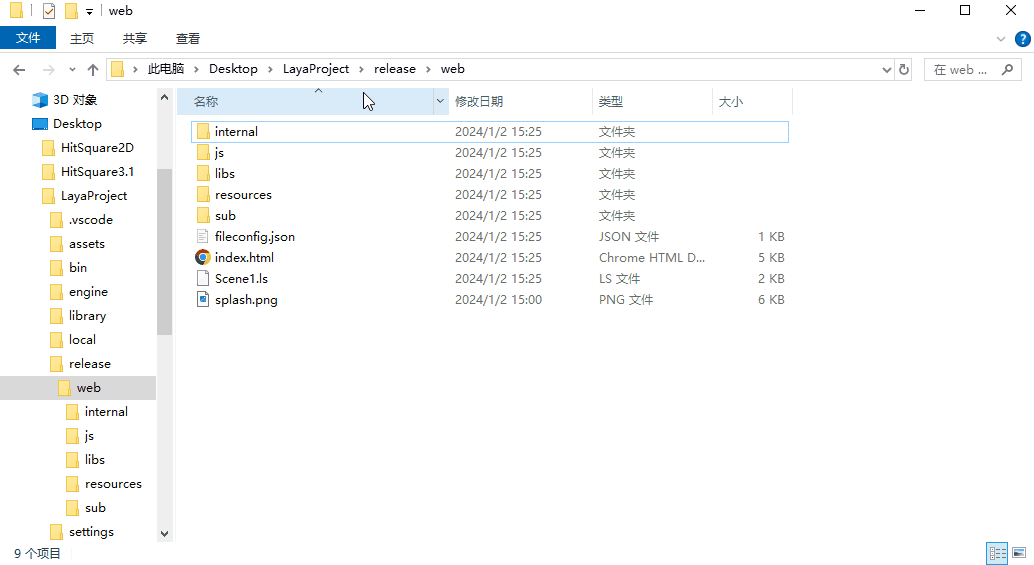 web
文件 主页 共享 查看
此电脑 Desktop LayaProject release web 在 web ...
3D 对象
Desktop
HitSquare2D
HitSquare3.1
LayaProject
.vscode
assets
bin
engine
library
local
release
web
internal
js
libs
resources
sub
settings
名称 修改日期 类型 大小
internal 2024/1/2 15:25 文件夹
js 2024/1/2 15:25 文件夹
libs 2024/1/2 15:25 文件夹
resources 2024/1/2 15:25 文件夹
sub 2024/1/2 15:25 文件夹
fileconfig.json 2024/1/2 15:25 JSON 文件 1 KB
index.html 2024/1/2 15:25 Chrome HTML D... 5 KB
Scene1.ls 2024/1/2 15:25 LS 文件 2 KB
splash.png 2024/1/2 15:00 PNG 文件 6 KB
9 个项目